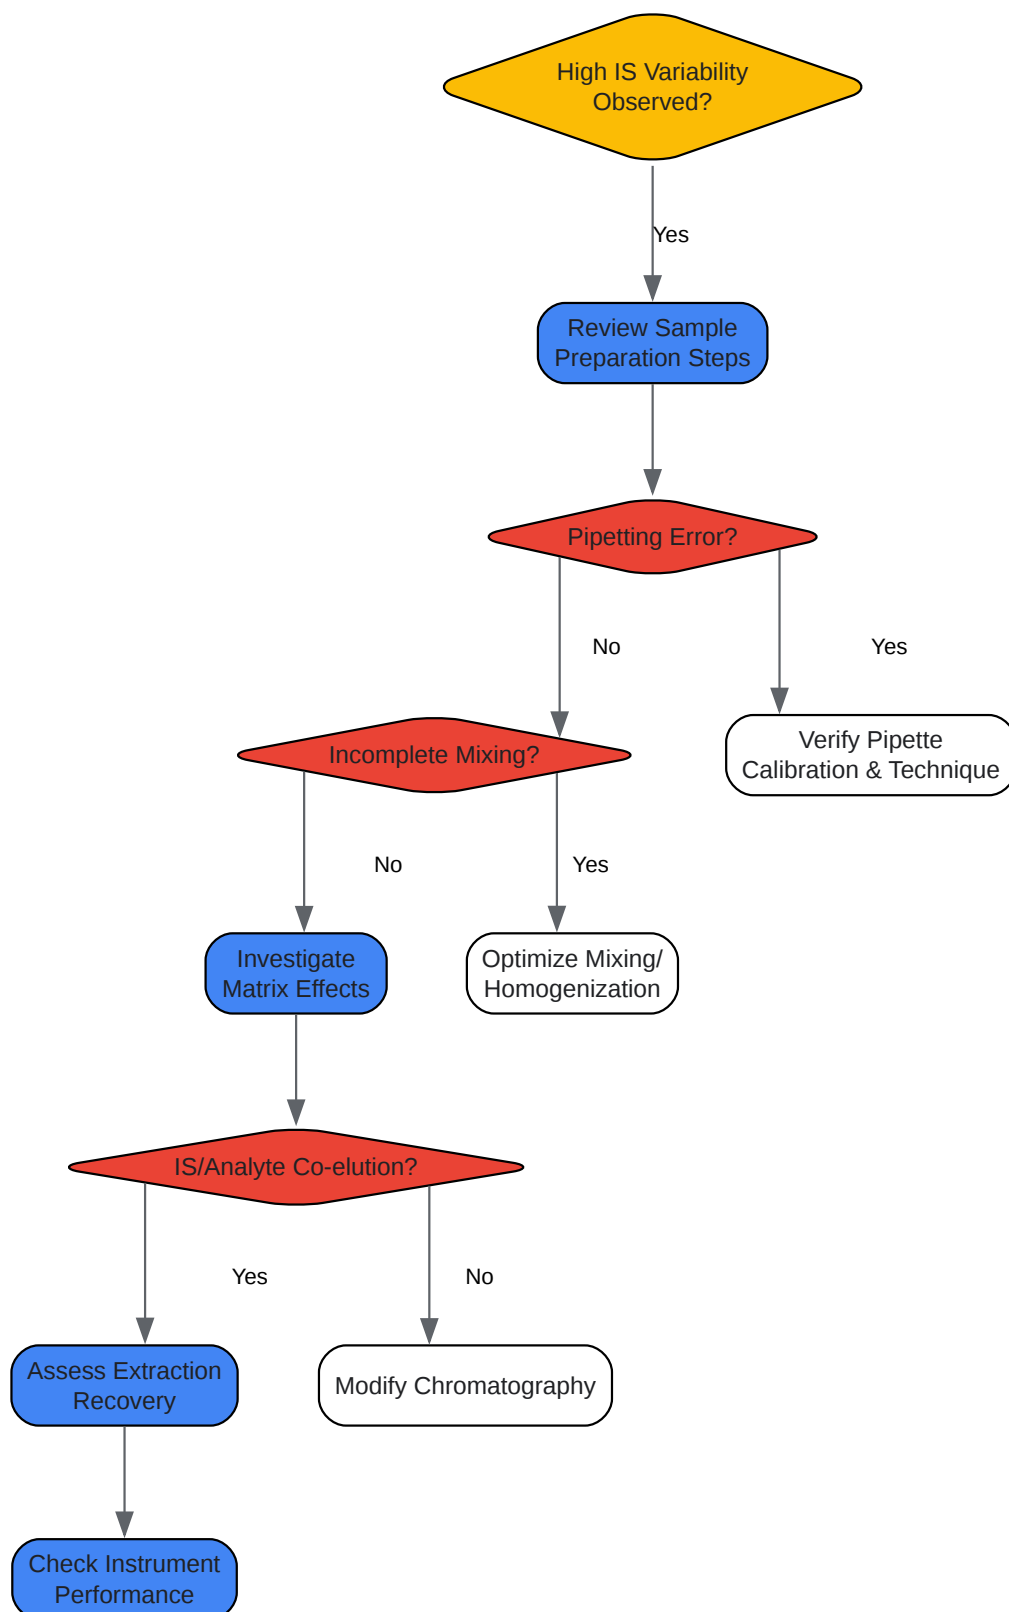 High IS Variability
Observed?
Yes
Review Sample
Preparation Steps
Pipetting Error?
No
Yes
Verify Pipette
Calibration & Technique
Incomplete Mixing?
No
Yes
Investigate
Matrix Effects
Optimize Mixing/
Homogenization
IS/Analyte Co-elution?
Yes
No
Assess Extraction
Recovery
Modify Chromatography
Check Instrument
Performance